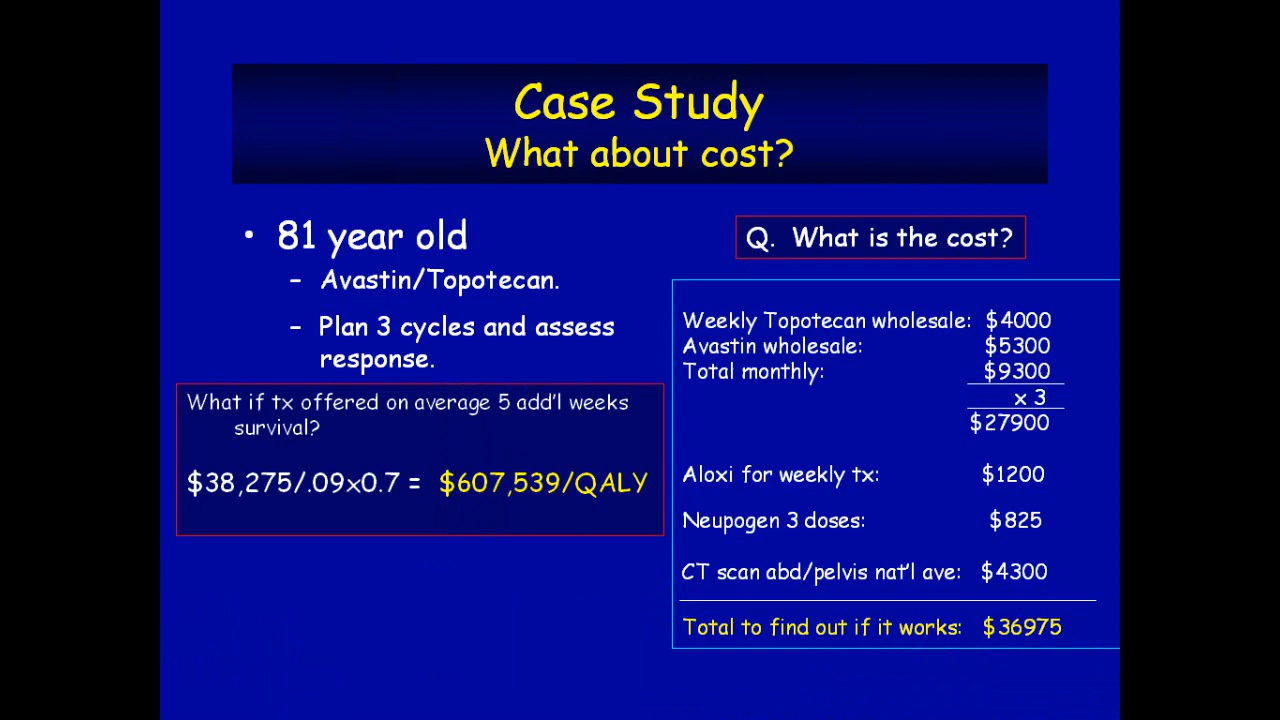 Case Study
What about cost?
• 81 year old
– Avastin/Topotecan.
– Plan 3 cycles and assess
response.
What if tx offered on average 5 add'l weeks
survival?
$38,275/.09x0.7 = $607,539/QALY
Q. What is the cost?
Weekly Topotecan wholesale: $4000
Avastin wholesale: $5300
Total monthly: $9300
x 3
$27900
Aloxi for weekly tx: $1200
Neupogen 3 doses: $825
CT scan abd/pelvis nat'l ave: $4300
Total to find out if it works: $36975